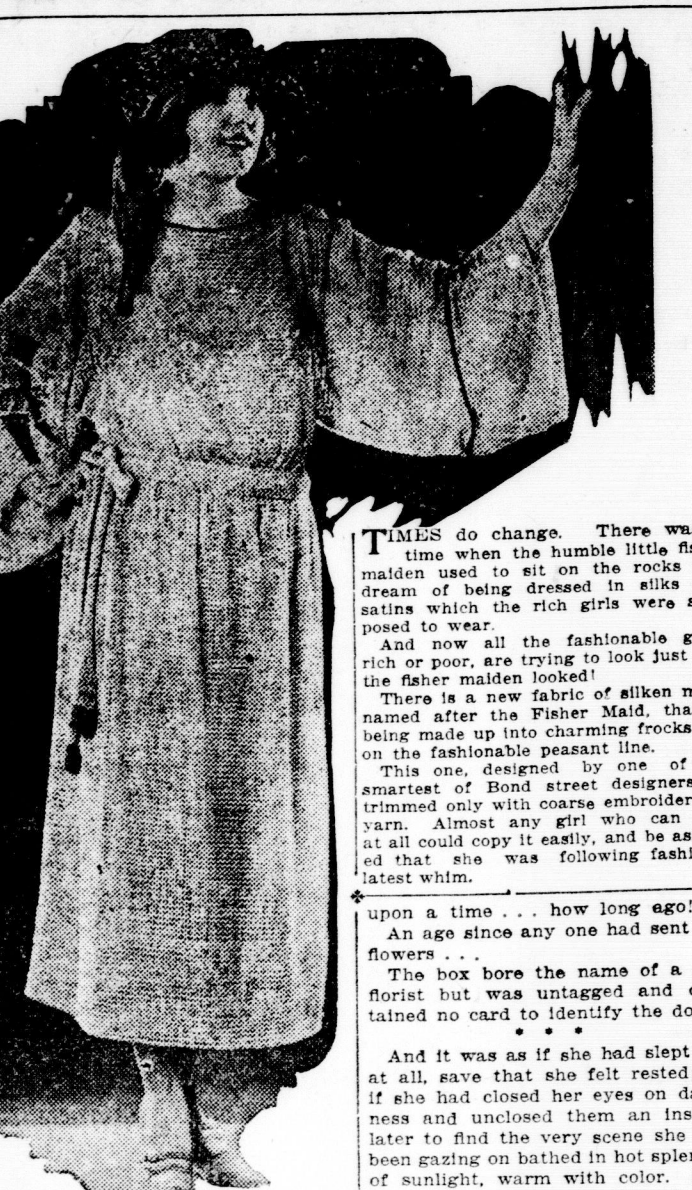 TIMES do change. There wa
time when the humble little fis
maiden used to sit on the rocks
dream of being dressed in silks
satins which the rich girls were s
posed to wear.
And now all the fashionable g
rich or poor, are trying to look just
the fisher maiden looked!
There is a new fabric of silken m
named after the Fisher Maid, tha
being made up into charming frocks
on the fashionable peasant line.
This one, designed by one of
smartest of Bond street designers
trimmed only with coarse embroider
yarn. Almost any girl who can
at all could copy it easily, and be as
ed that she was following fashi
latest whim.
upon a time . . . how long ago!
An age since any one had sent
flowers . . .
The box bore the name of a
florist but was untagged and c
tained no card to identify the do
* * *
And it was as if she had slept
at all, save that she felt rested
if she had closed her eyes on da
ness and unclosed them an ins
later to find the very scene she
been gazing on bathed in hot splen
of sunlight, warm with color.